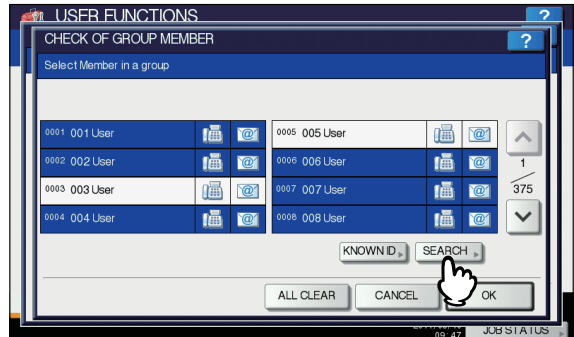 USER FUNCTIONS
?
CHECK OF GROUP MEMBER
?
Select Member in a group
0001 001 User
0005 005 User
0002 002 User
0006 006 User
1
0003 003 User
0007 007 User
375
0004 004 User
0008 008 User
KNOWN ID
SEARCH
ALL CLEAR
CANCEL
OK
09:47
JOB STATUS